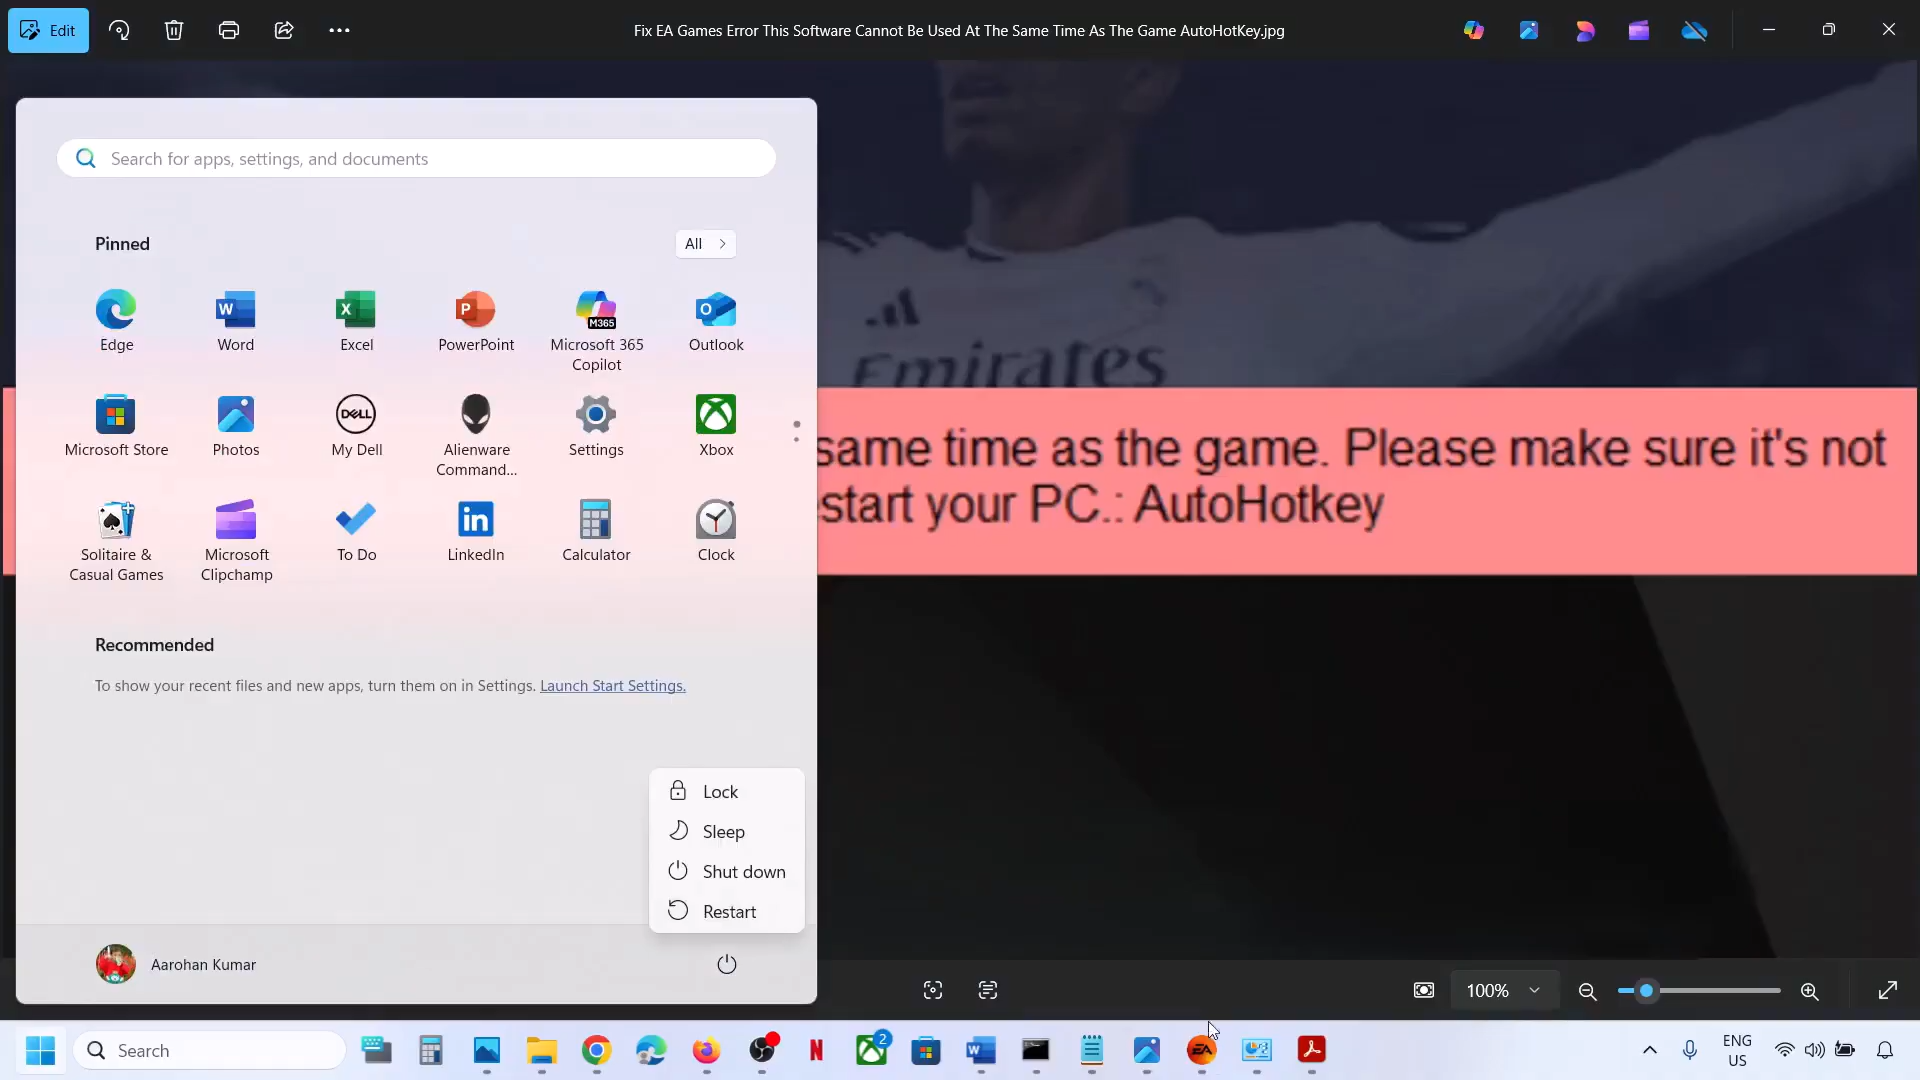 Edit
Fix EA Games Error This Software Cannot Be Used At The Same Time As The Game AutoHotKey.jpg
Search for apps, settings, and documents
Pinned
All
Edge
Word
Excel
PowerPoint
Microsoft 365
Copilot
M365
Outlook
Microsoft Store
Photos
DELL
My Dell
Alienware
Command...
Settings
Xbox
Solitaire &
Casual Games
Microsoft
Clipchamp
To Do
LinkedIn
Calculator
Clock
Recommended
To show your recent files and new apps, turn them on in Settings. Launch Start Settings.
Lock
Sleep
Shut down
Restart
Aarohan Kumar
Emirates
same time as the game. Please make sure it's not
estart your PC.: AutoHotkey
100%
Search
2
EA
ENG
US